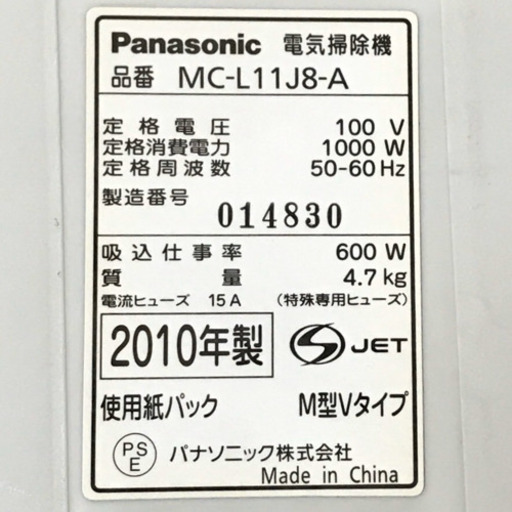 Panasonic 電気掃除機
品番 MC-L11J8-A
定格電圧 100 V
定格消費電力 1000 W
定格周波数 50-60 Hz
製造番号 014830
吸込仕事率 600 W
質量 4.7 kg
電流ヒューズ 15A (特殊専用ヒューズ)
2010年製 S JET
使用紙パック M型Vタイプ
PS E パナソニック株式会社
Made in China